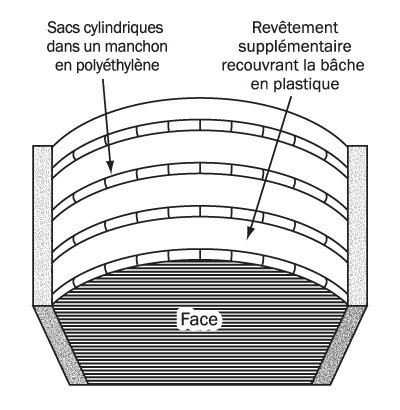 Sacs cylindriques
dans un manchon
en polyéthylène
Revêtement
supplémentaire
recouvrant la bâche
en plastique
Face